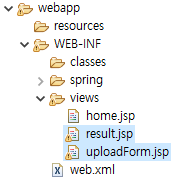 webapp
resources
WEB-INF
classes
spring
views
home.jsp
result.jsp
uploadForm.jsp
web.xml